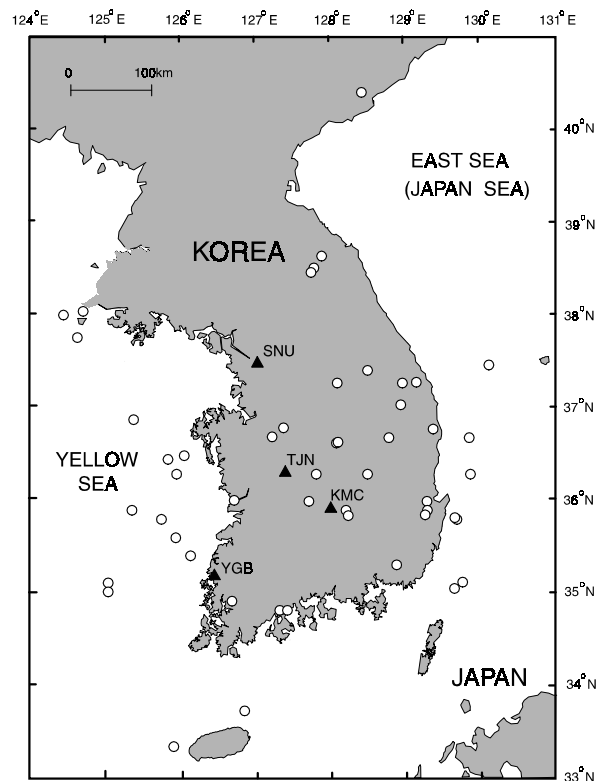 124°E 125°E 126°E 127°E 128°E 129°E 130°E 131°E
0 100km
40°N
EAST SEA
(JAPAN SEA)
39°N
KOREA
38°N
SNU
37°N
YELLOW
SEA
TJN
KMC
36°N
YGB
35°N
JAPAN
34°N
33°N